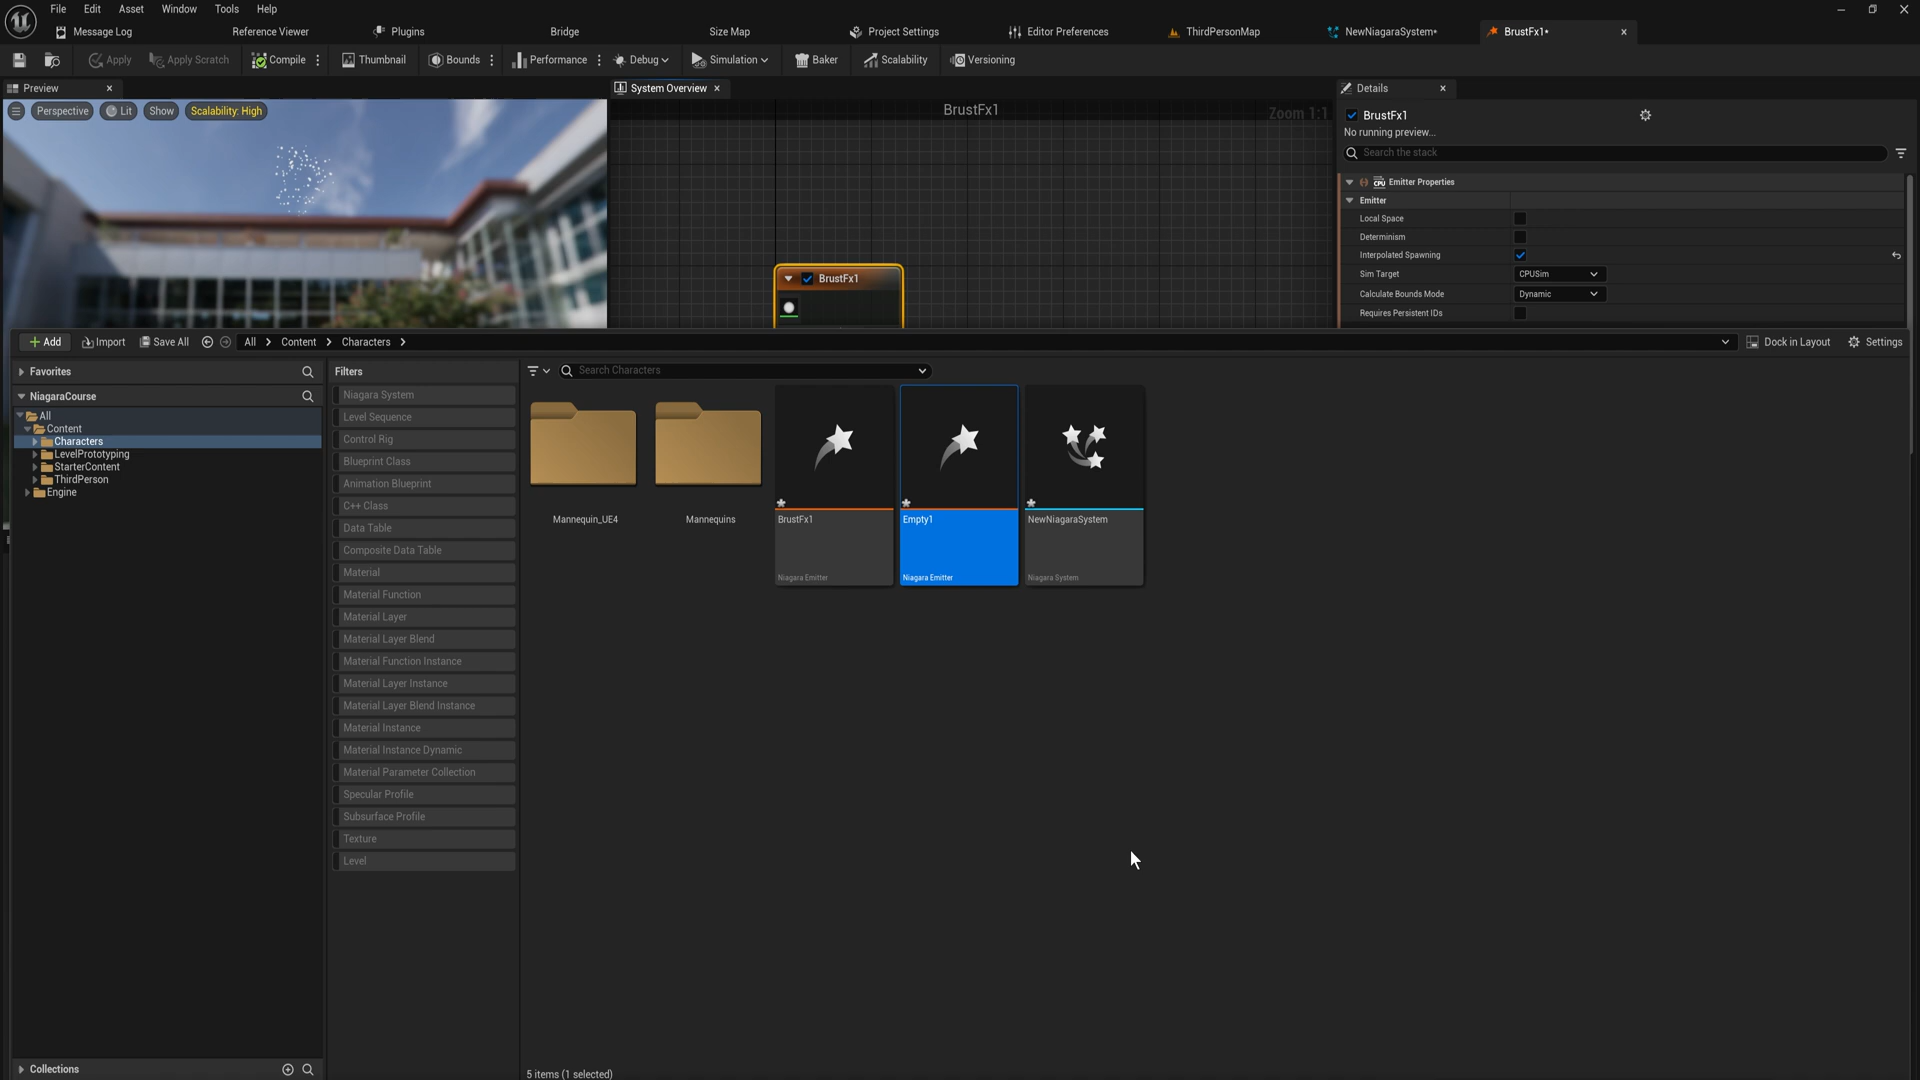 File Edit Asset Window Tools Help
Message Log Reference Viewer Plugins Bridge Size Map Project Settings Editor Preferences ThirdPersonMap NewNiagaraSystem* BrustFx1*
Apply Apply Scratch Compile Thumbnail Bounds Performance Debug Simulation Baker Scalability Versioning
Preview
Perspective Lit Show Scalability: High
System Overview
BrustFx1
Zoom 1:1
BrustFx1
Details
BrustFx1
No running preview...
Search the stack
Emitter Properties
Emitter
Local Space
Determinism
Interpolated Spawning
Sim Target CPUSim
Calculate Bounds Mode Dynamic
Requires Persistent IDs
Add Import Save All All Content Characters Dock in Layout Settings
Favorites
NiagaraCourse
All
Content
Characters
LevelPrototyping
StarterContent
ThirdPerson
Engine
Collections
Filters
Niagara System
Level Sequence
Control Rig
Blueprint Class
Animation Blueprint
C++ Class
Data Table
Composite Data Table
Material
Material Function
Material Layer
Material Layer Blend
Material Function Instance
Material Layer Instance
Material Layer Blend Instance
Material Instance
Material Instance Dynamic
Material Parameter Collection
Specular Profile
Subsurface Profile
Texture
Level
Search Characters
Mannequin_UE4
Mannequins
BrustFx1
Niagara Emitter
Empty1
Niagara Emitter
NewNiagaraSystem
Niagara System
5 items (1 selected)